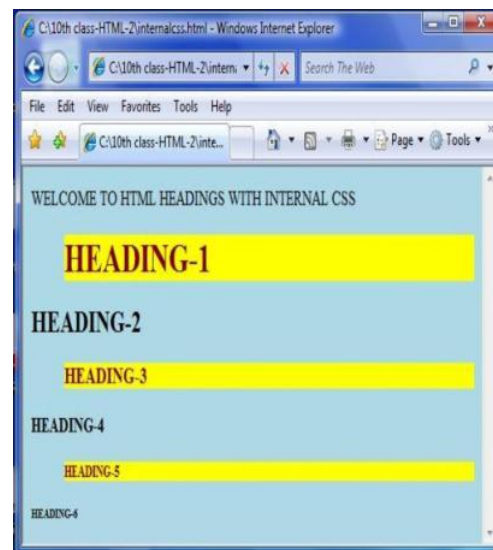 C:\10th class-HTML-2\internalcss.html - Windows Internet Explorer
C:\10th class-HTML-2\intern Search The Web
File Edit View Favorites Tools Help
C:\10th class-HTML-2\inte... Page Tools
WELCOME TO HTML HEADINGS WITH INTERNAL CSS
HEADING-1
HEADING-2
HEADING-3
HEADING-4
HEADING-5
HEADING-6